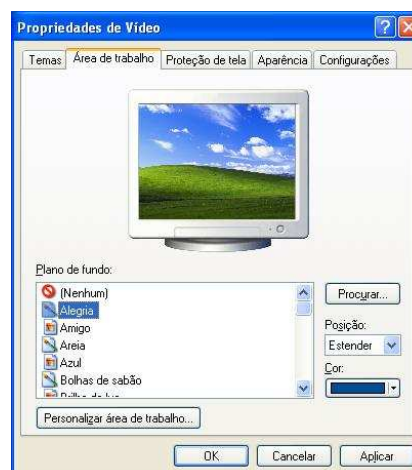 Propriedades de Vídeo
Temas Área de trabalho Proteção de tela Aparência Configurações
Plano de fundo:
(Nenhum)
Alegria
Amigo
Areia
Azul
Bolhas de sabão
Procurar...
Posição:
Estender
Cor:
Personalizar área de trabalho...
OK Cancelar Aplicar